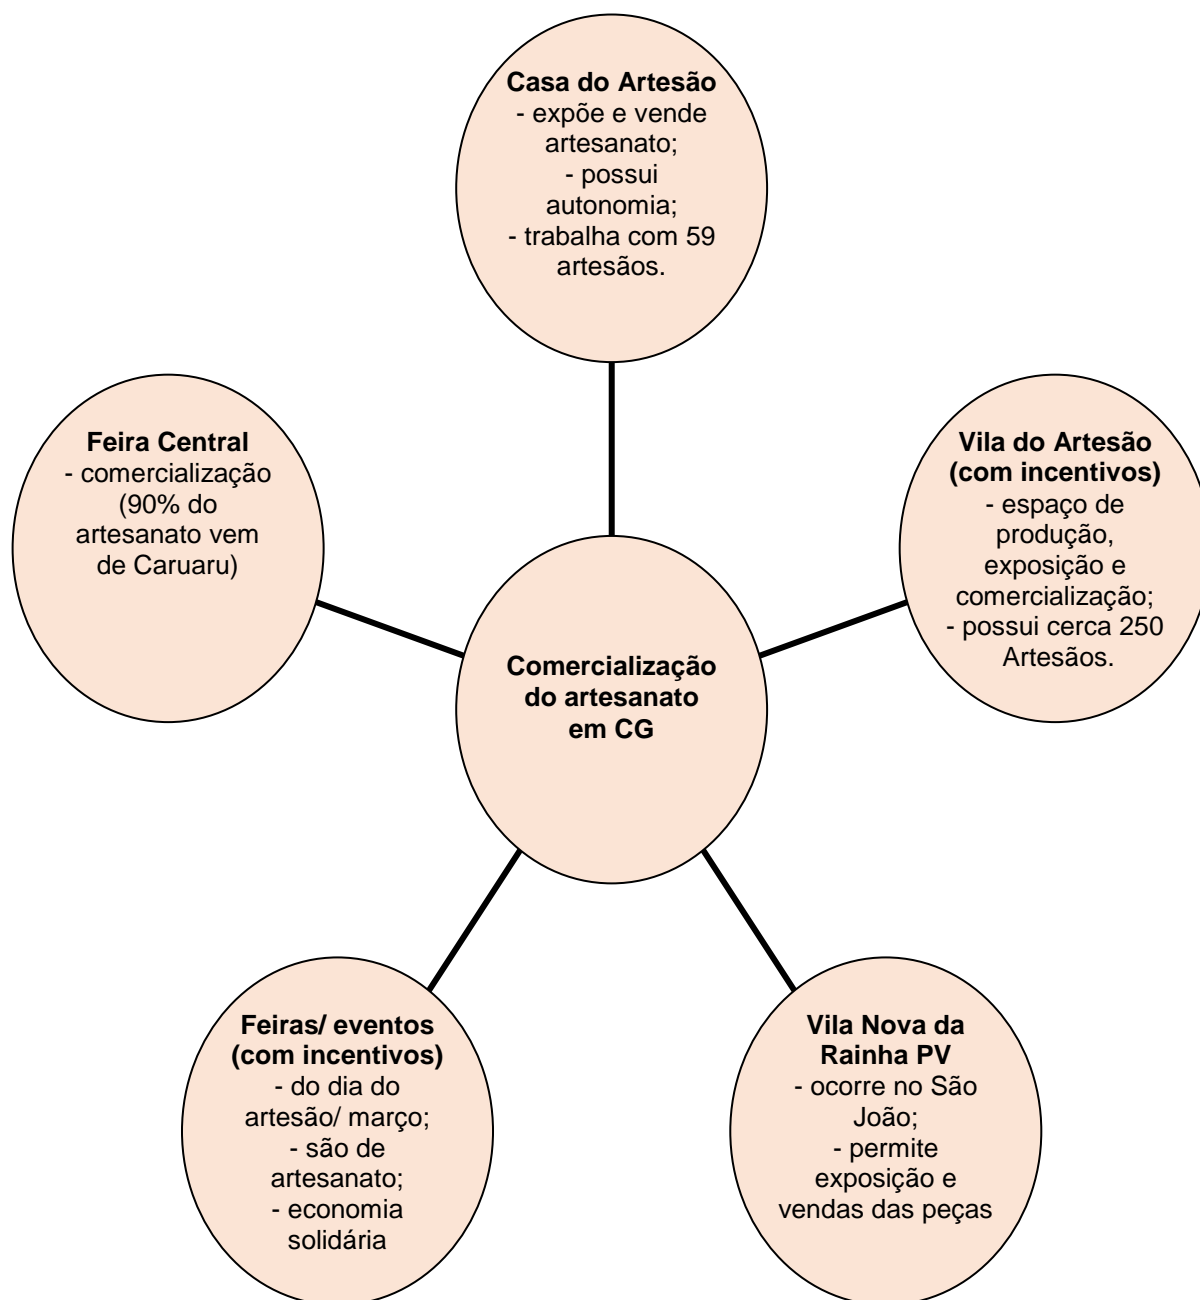 Casa do Artesão
- expõe e vende
artesanato;
- possui
autonomia;
- trabalha com 59
artesãos.
Feira Central
- comercialização
(90% do
artesanato vem
de Caruaru)
Vila do Artesão
(com incentivos)
- espaço de
produção,
exposição e
comercialização;
- possui cerca 250
Artesãos.
Comercialização
do artesanato
em CG
Feiras/ eventos
(com incentivos)
- do dia do
artesão/ março;
- são de
artesanato;
- economia
solidária
Vila Nova da
Rainha PV
- ocorre no São
João;
- permite
exposição e
vendas das peças